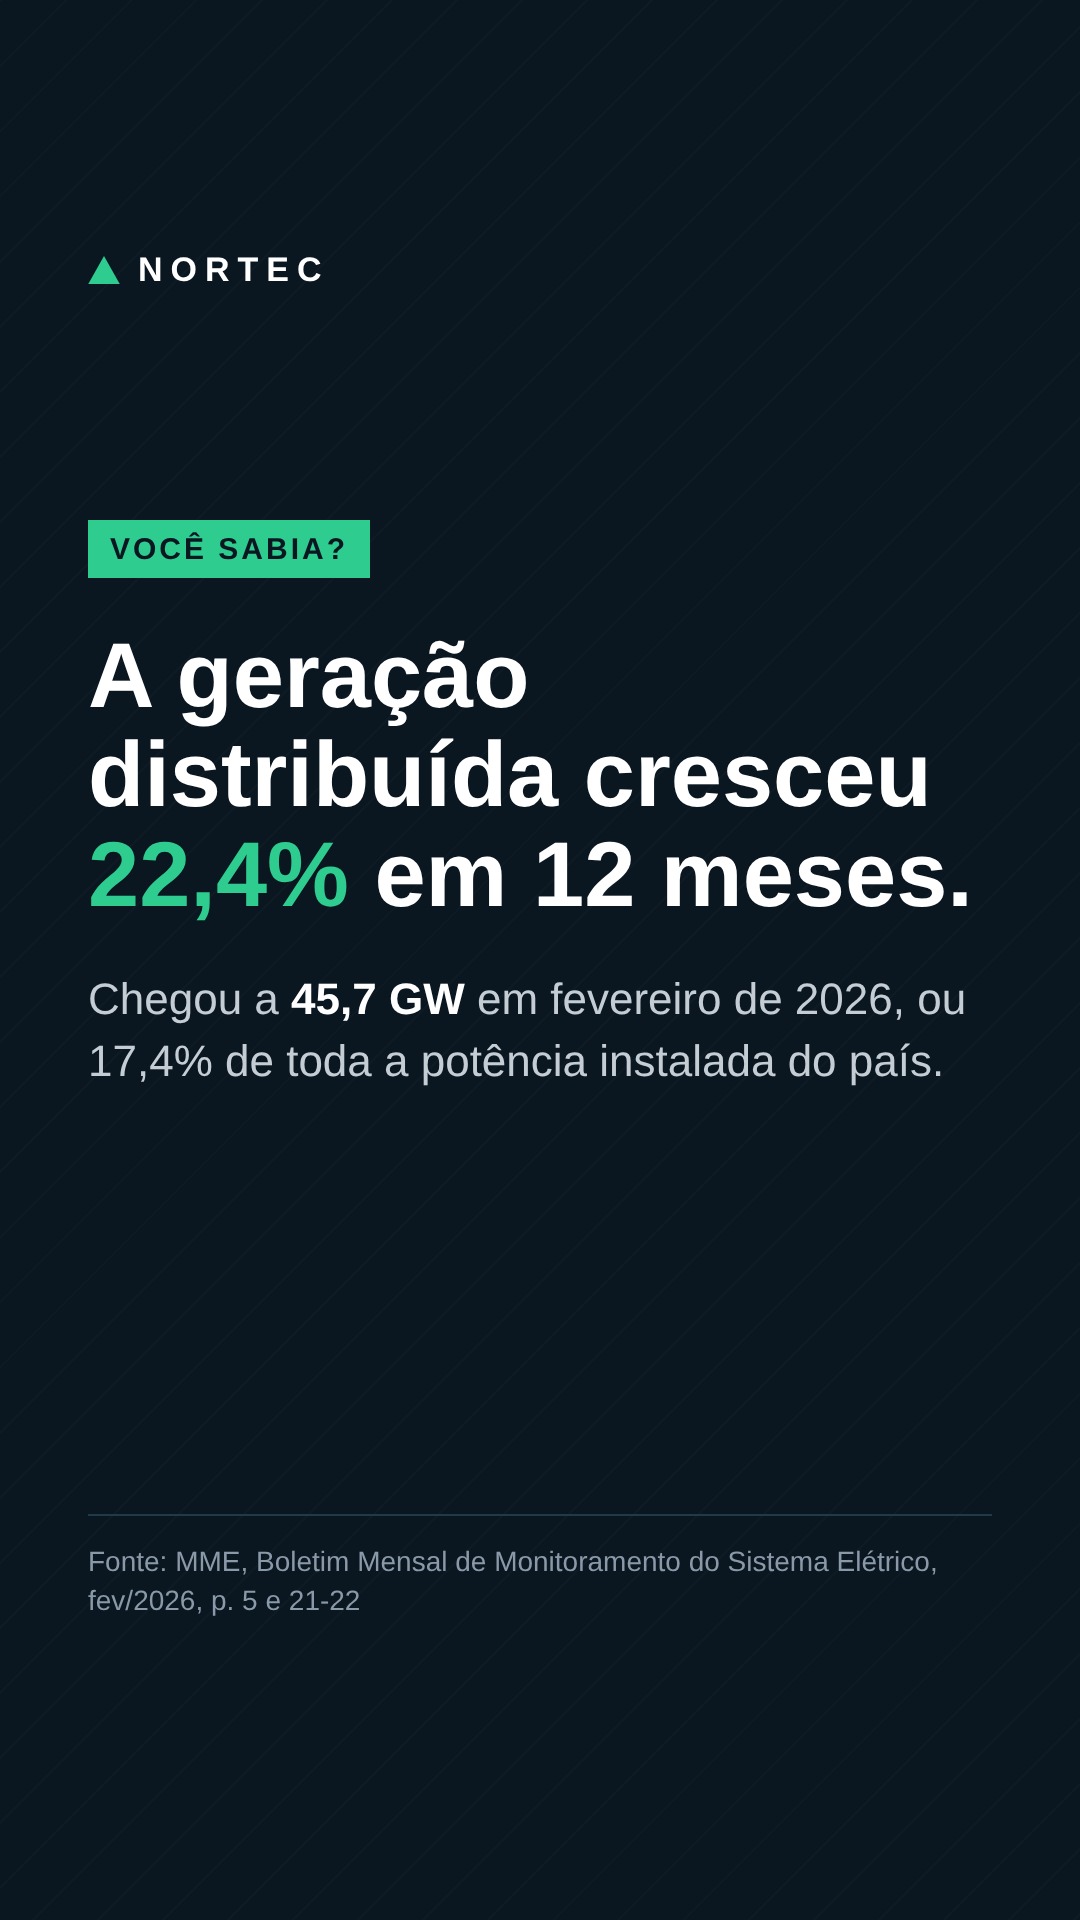 NORTEC
VOCÊ SABIA?
A geração
distribuída cresceu
22,4% em 12 meses.
Chegou a 45,7 GW em fevereiro de 2026, ou
17,4% de toda a potência instalada do país.
Fonte: MME, Boletim Mensal de Monitoramento do Sistema Elétrico,
fev/2026, p. 5 e 21-22